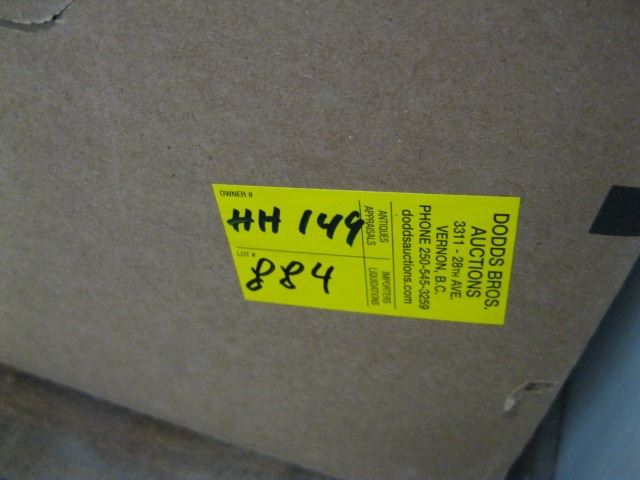 OWNER #
HH 149
LOT #
884
ANTIQUES
APPRAISALS
IMPORTERS
LIQUIDATIONS
DODDS BROS.
AUCTIONS
3311 - 28TH AVE.
VERNON, B.C.
PHONE 250-545-3259
doddsauctions.com